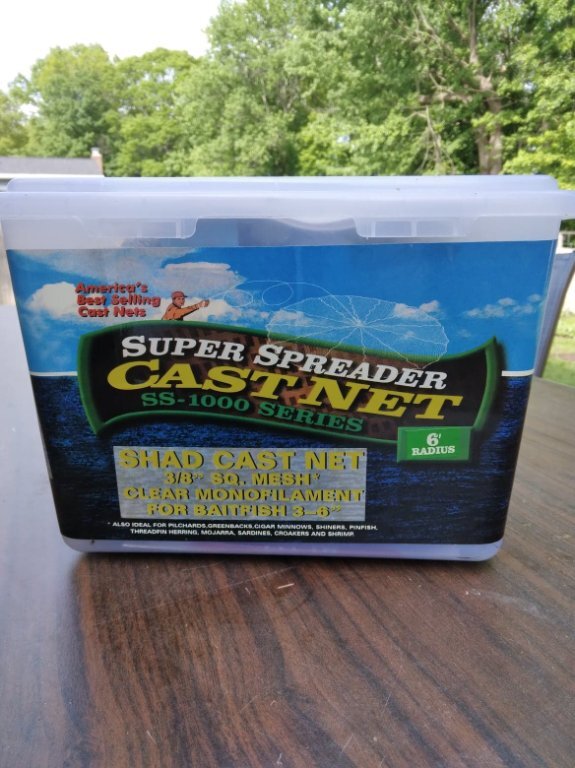 America's
Best Selling
Cast Nets
SUPER SPREADER
CAST NET
SS-1000 SERIES
6'
RADIUS
SHAD CAST NET
3/8" SQ. MESH*
CLEAR MONOFILAMENT
FOR BAITFISH 3-6"
* ALSO IDEAL FOR PILCHARDS,GREENBACKS,CIGAR MINNOWS, SHINERS, PINFISH,
THREADFIN HERRING, MOJARRA, SARDINES, CROAKERS AND SHRIMP.